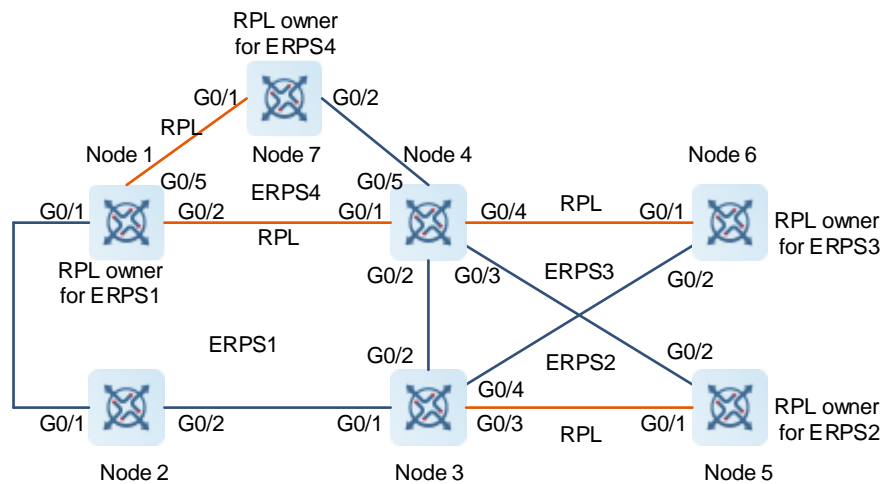 RPL owner
for ERPS4
G0/1
G0/2
RPL
Node 1
Node 7
Node 4
Node 6
G0/5
ERPS4
G0/5
G0/1
G0/2
RPL
G0/1
G0/4
RPL
G0/1
RPL owner
for ERPS3
RPL owner
for ERPS1
G0/2
G0/3
ERPS3
G0/2
ERPS1
G0/2
ERPS2
G0/2
G0/4
G0/1
G0/2
G0/1
G0/3
RPL
G0/1
RPL owner
for ERPS2
Node 2
Node 3
Node 5